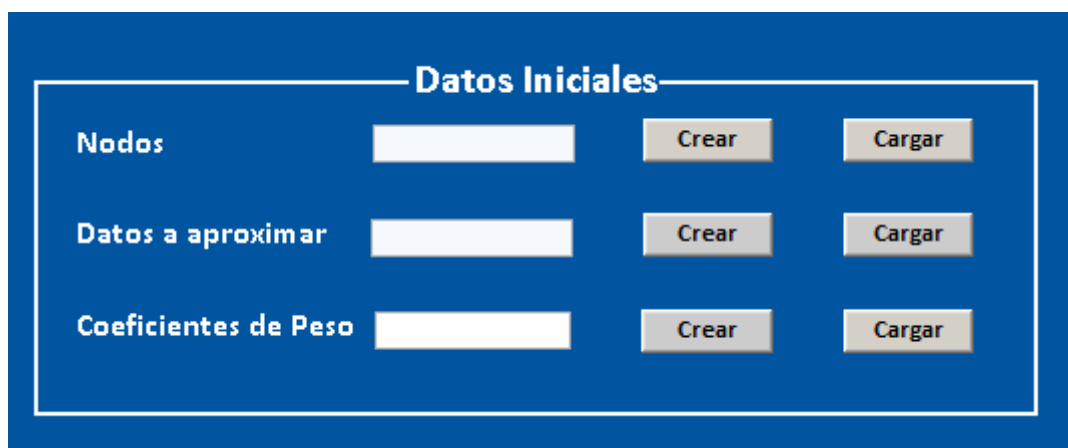 Datos Iniciales
Nodos Crear Cargar
Datos a aproximar Crear Cargar
Coeficientes de Peso Crear Cargar